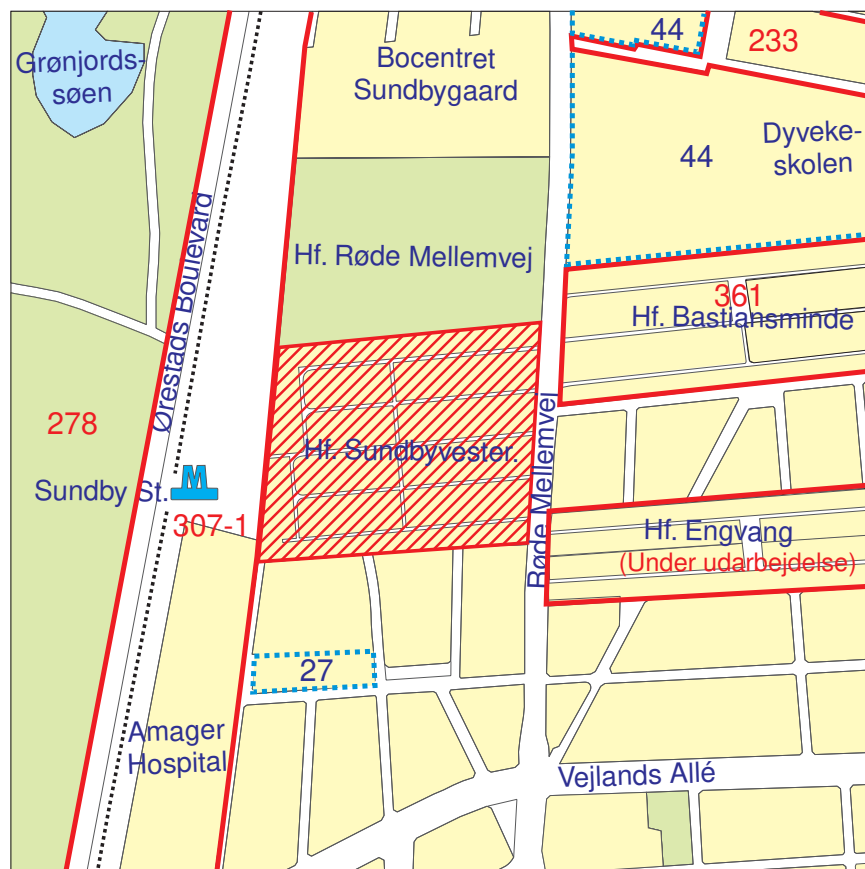 Grønjords-
søen
Bocentret
Sundbygaard
44
233
44
Dyveke-
skolen
Ørestads Boulevard
Hf. Røde Mellemvej
361
Hf. Bastiansminde
278
Hf. Sundbyvester.
Røde Mellemvej
Sundby St.
M
307-1
Hf. Engvang
(Under udarbejdelse)
27
Amager
Hospital
Vejlands Allé